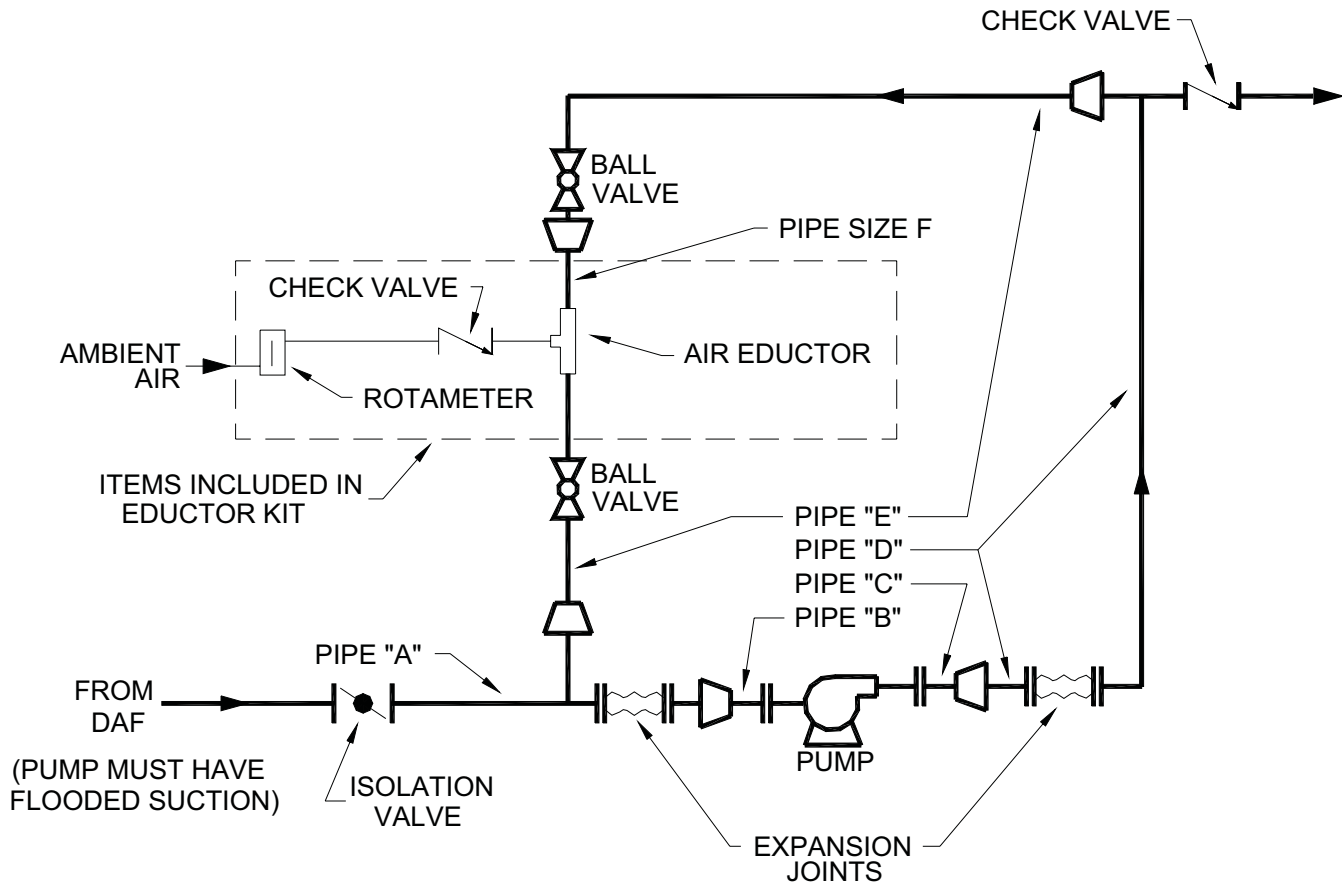 CHECK VALVE
BALL
VALVE
PIPE SIZE F
CHECK VALVE
AMBIENT
AIR
AIR EDUCTOR
ROTAMETER
ITEMS INCLUDED IN
EDUCTOR KIT
BALL
VALVE
PIPE "E"
PIPE "D"
PIPE "C"
PIPE "B"
PIPE "A"
FROM
DAF
(PUMP MUST HAVE
FLOODED SUCTION)
ISOLATION
VALVE
PUMP
EXPANSION
JOINTS